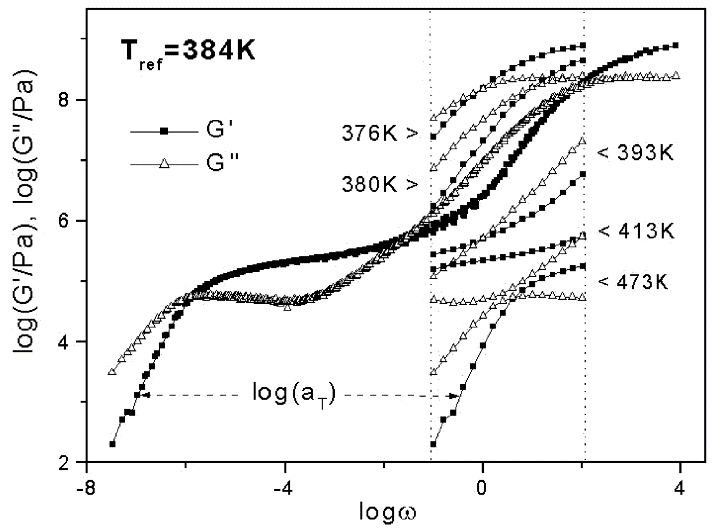 T_ref=384K
G'
G''
376K >
380K >
< 393K
< 413K
< 473K
log(a_T)
log(G'/Pa), log(G''/Pa)
8
6
4
2
-8
-4
0
4
logω